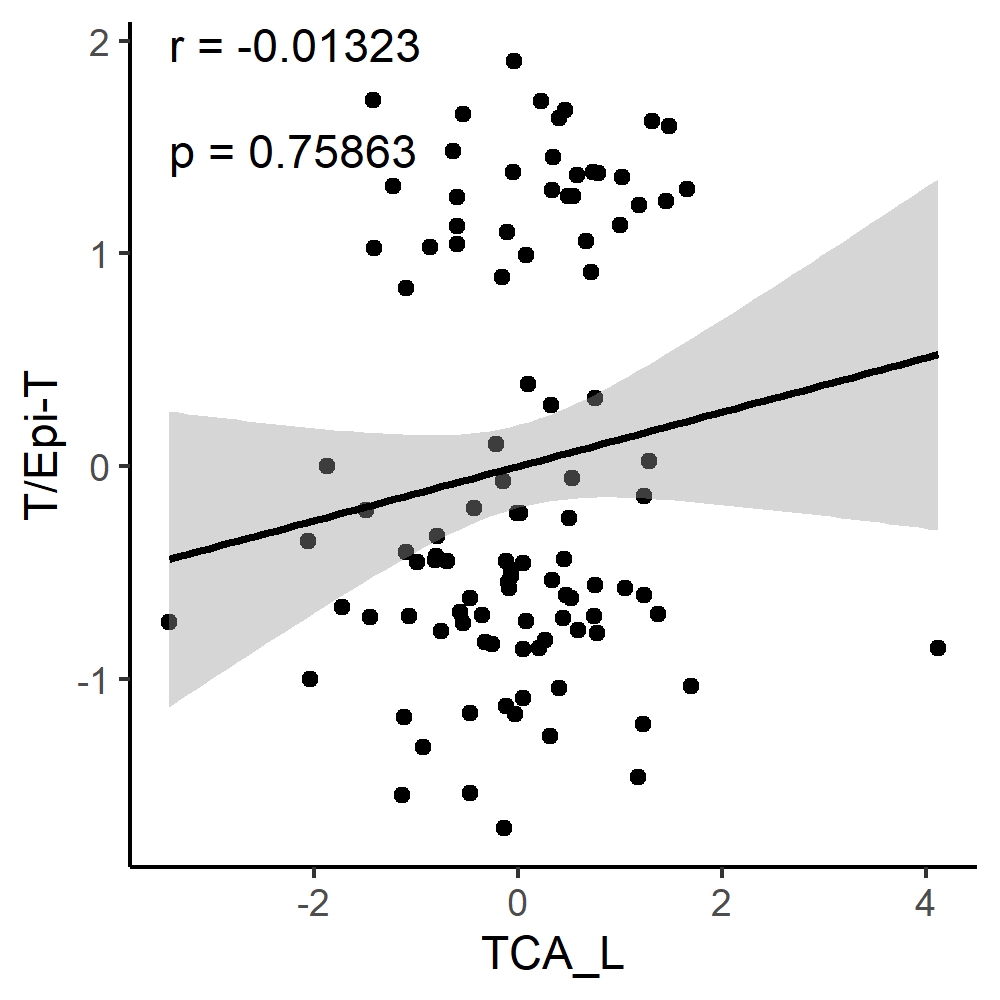 r = -0.01323
p = 0.75863
2
1
0
-1
T/Epi-T
-2
0
2
4
TCA_L